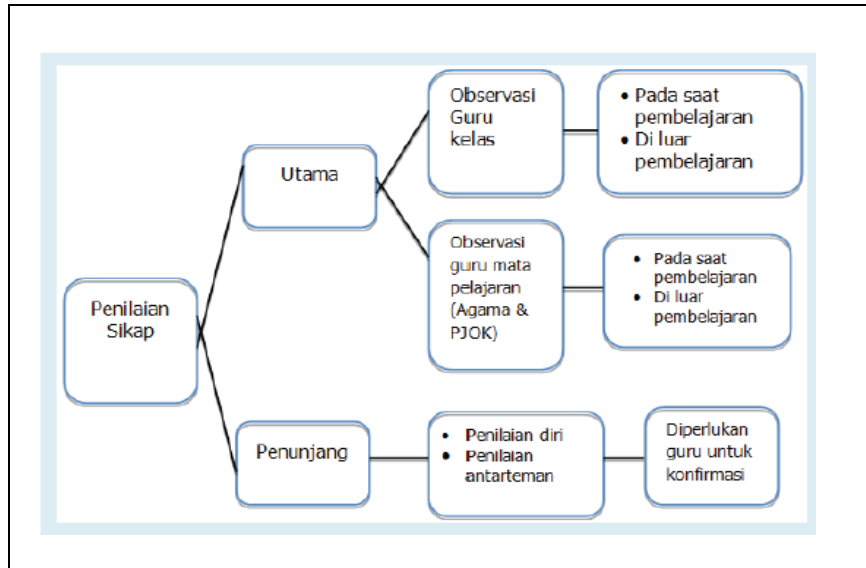 Penilaian
Sikap
Utama
Observasi
Guru
kelas
• Pada saat
pembelajaran
• Di luar
pembelajaran
Observasi
guru mata
pelajaran
(Agama &
PJOK)
• Pada saat
pembelajaran
• Di luar
pembelajaran
Penunjang
• Penilaian diri
• Penilaian
antarteman
Diperlukan
guru untuk
konfirmasi